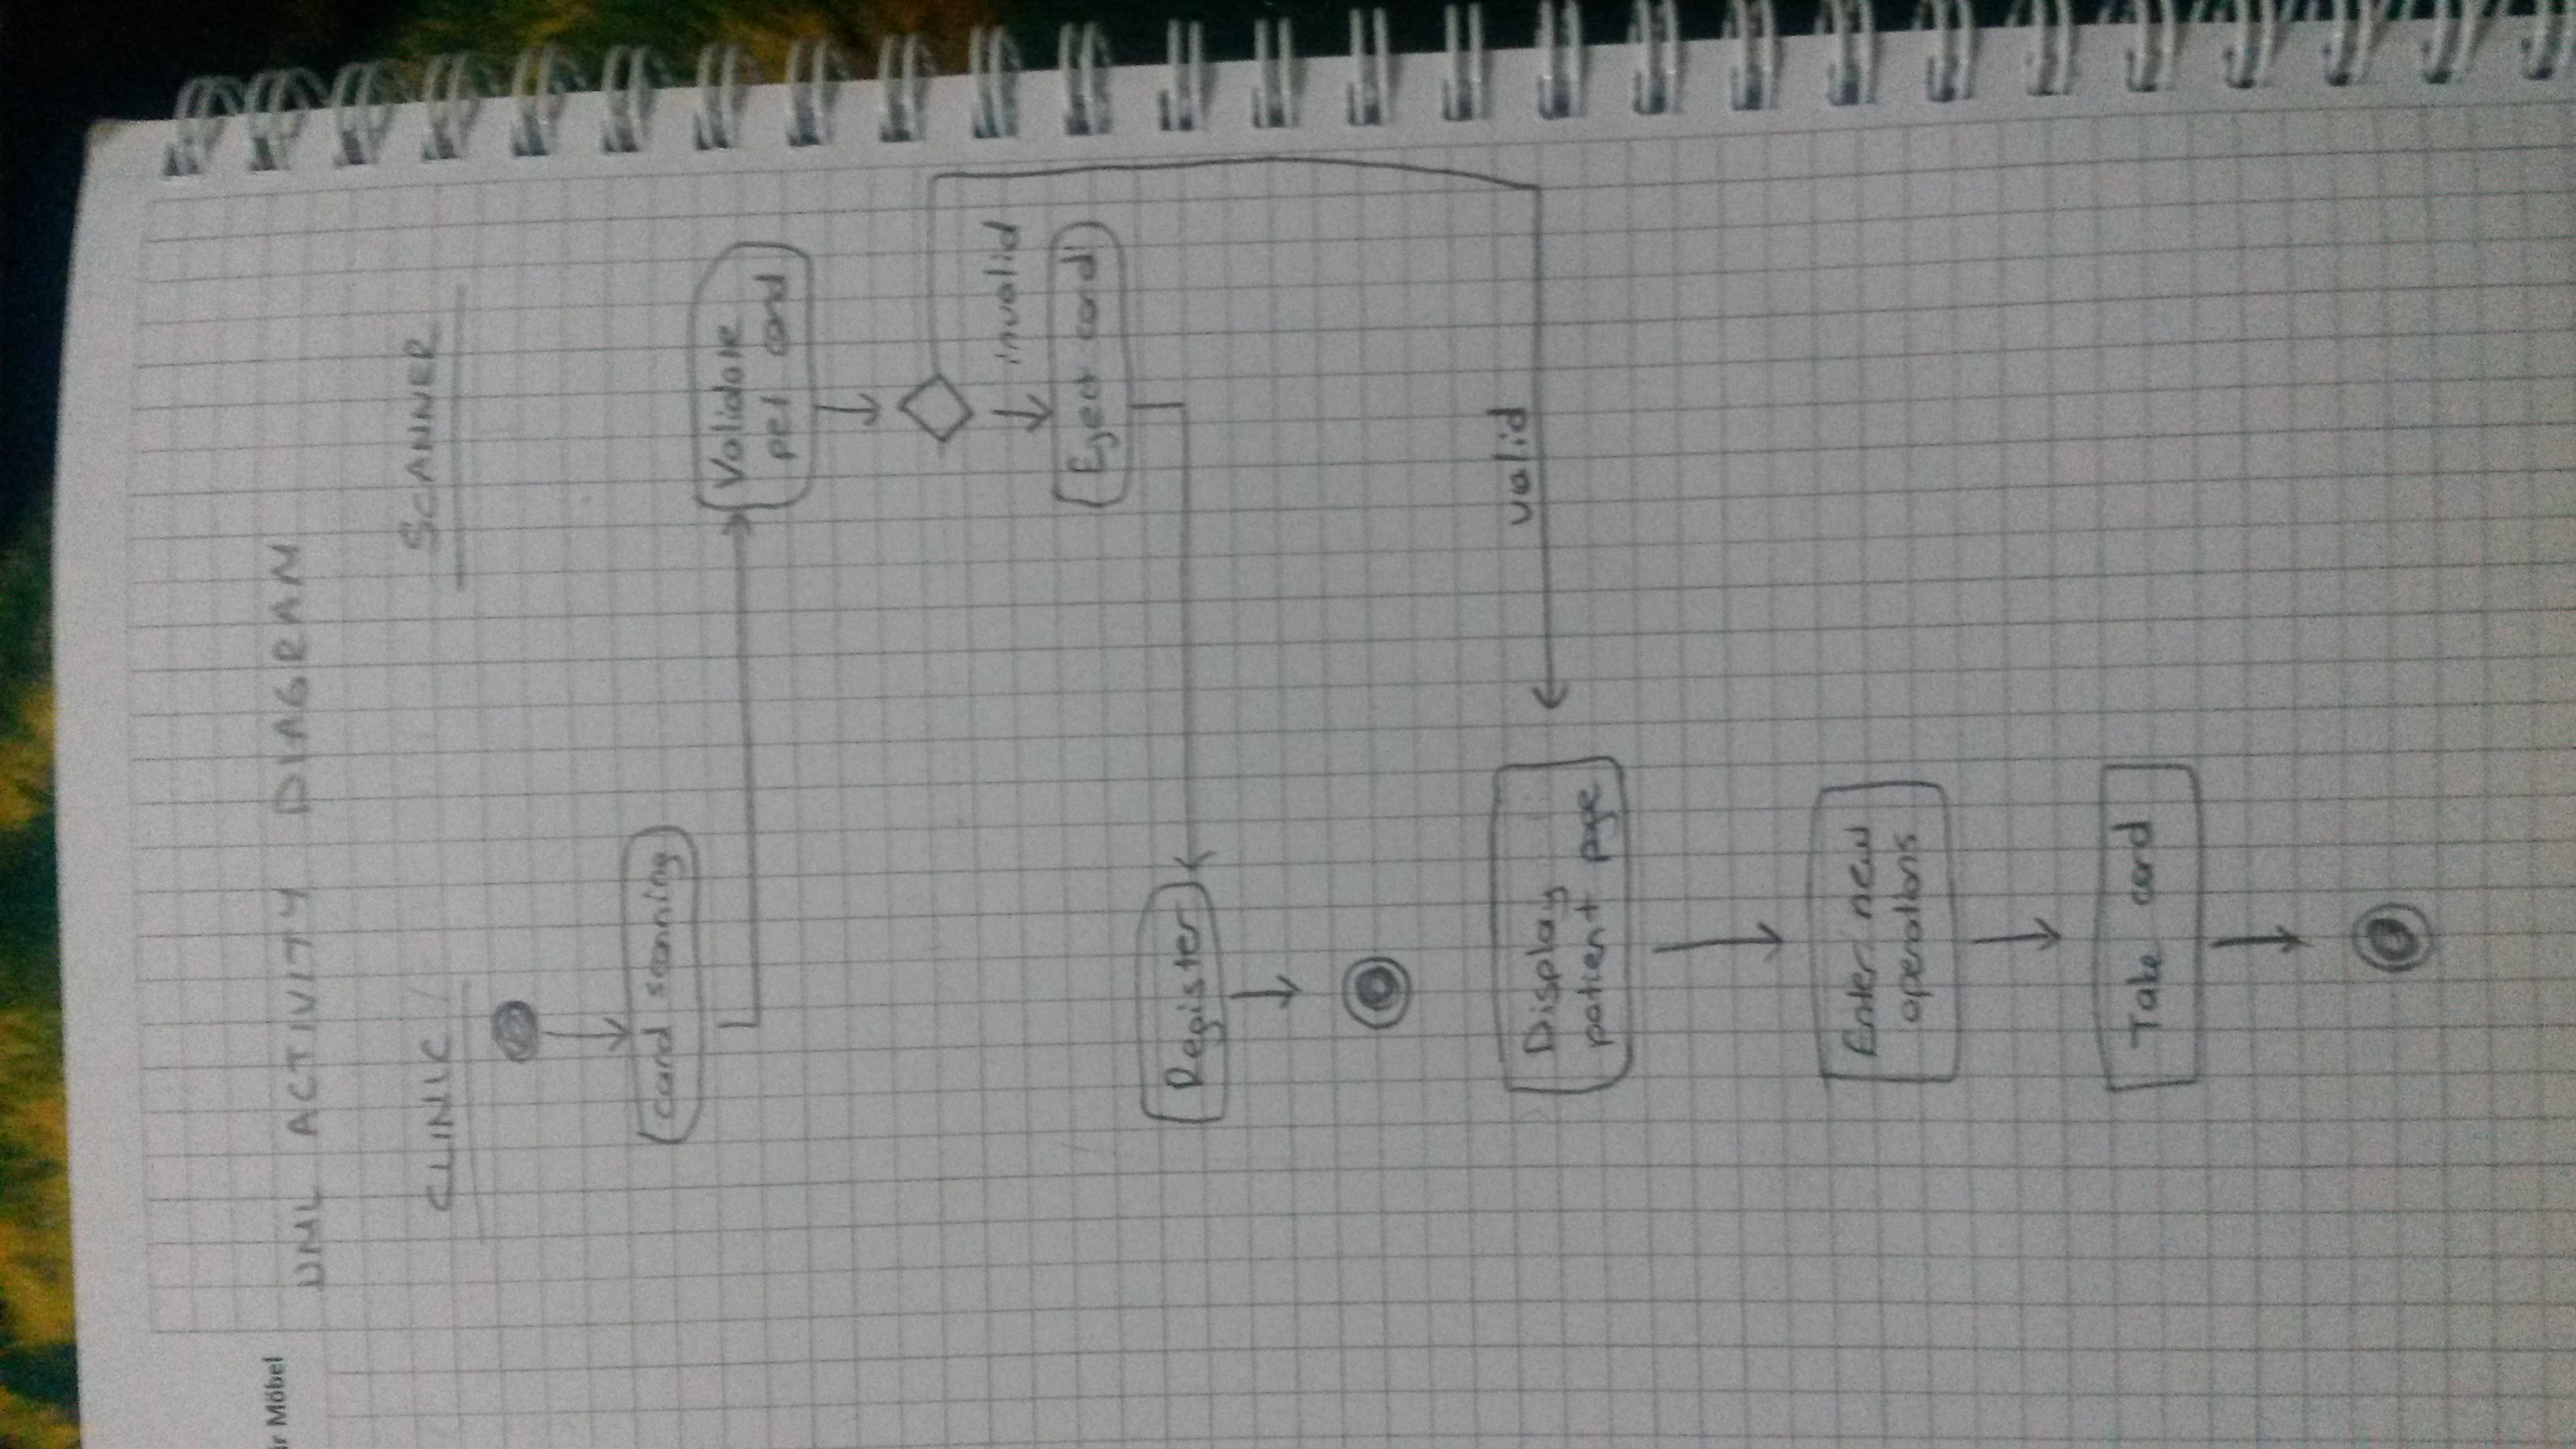 ir Möbel
UML ACTIVITY DIAGRAM
CLINIC
SCANNER
card scanning
Validate
pet card
invalid
Eject card
Register
valid
Display
patient page
Enter new
operations
Take card